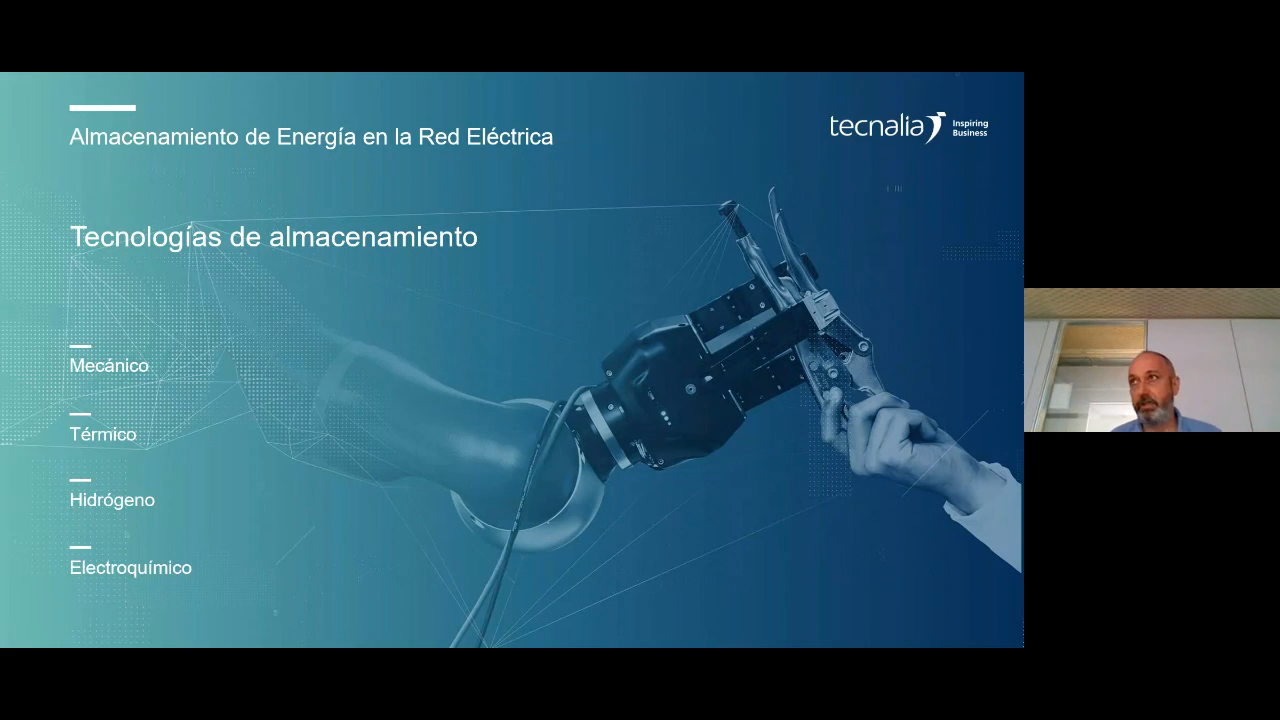 Almacenamiento de Energía en la Red Eléctrica
tecnalia Inspiring
Business
Tecnologías de almacenamiento
Mecánico
Térmico
Hidrógeno
Electroquímico